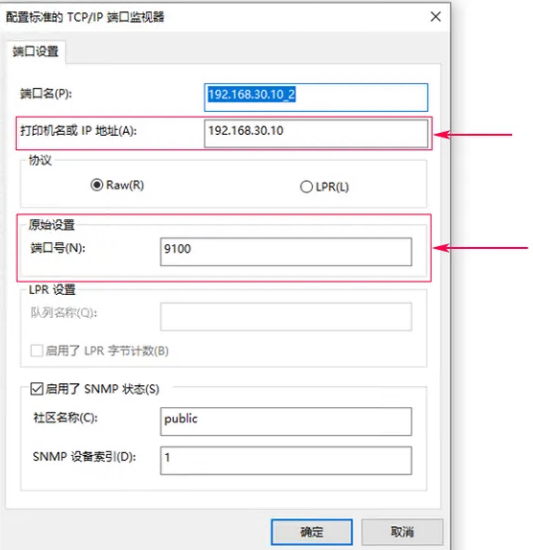 配置标准的 TCP/IP 端口监视器
端口设置
端口名(P): 192.168.30.10_2
打印机名或 IP 地址(A): 192.168.30.10
协议
Raw(R) LPR(L)
原始设置
端口号(N): 9100
LPR 设置
队列名称(Q):
启用了 LPR 字节计数(B)
启用了 SNMP 状态(S)
社区名称(C): public
SNMP 设备索引(D): 1
确定 取消